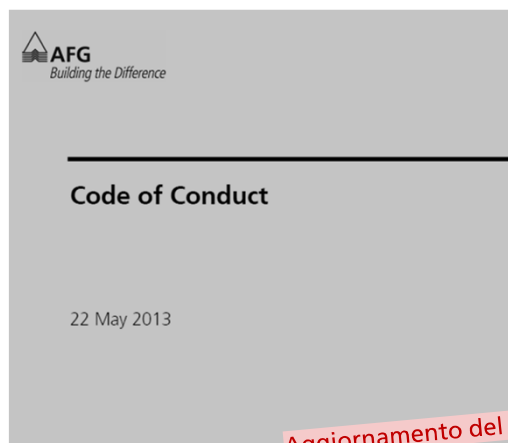 AFG
Building the Difference
Code of Conduct
22 May 2013
Aggiornamento del